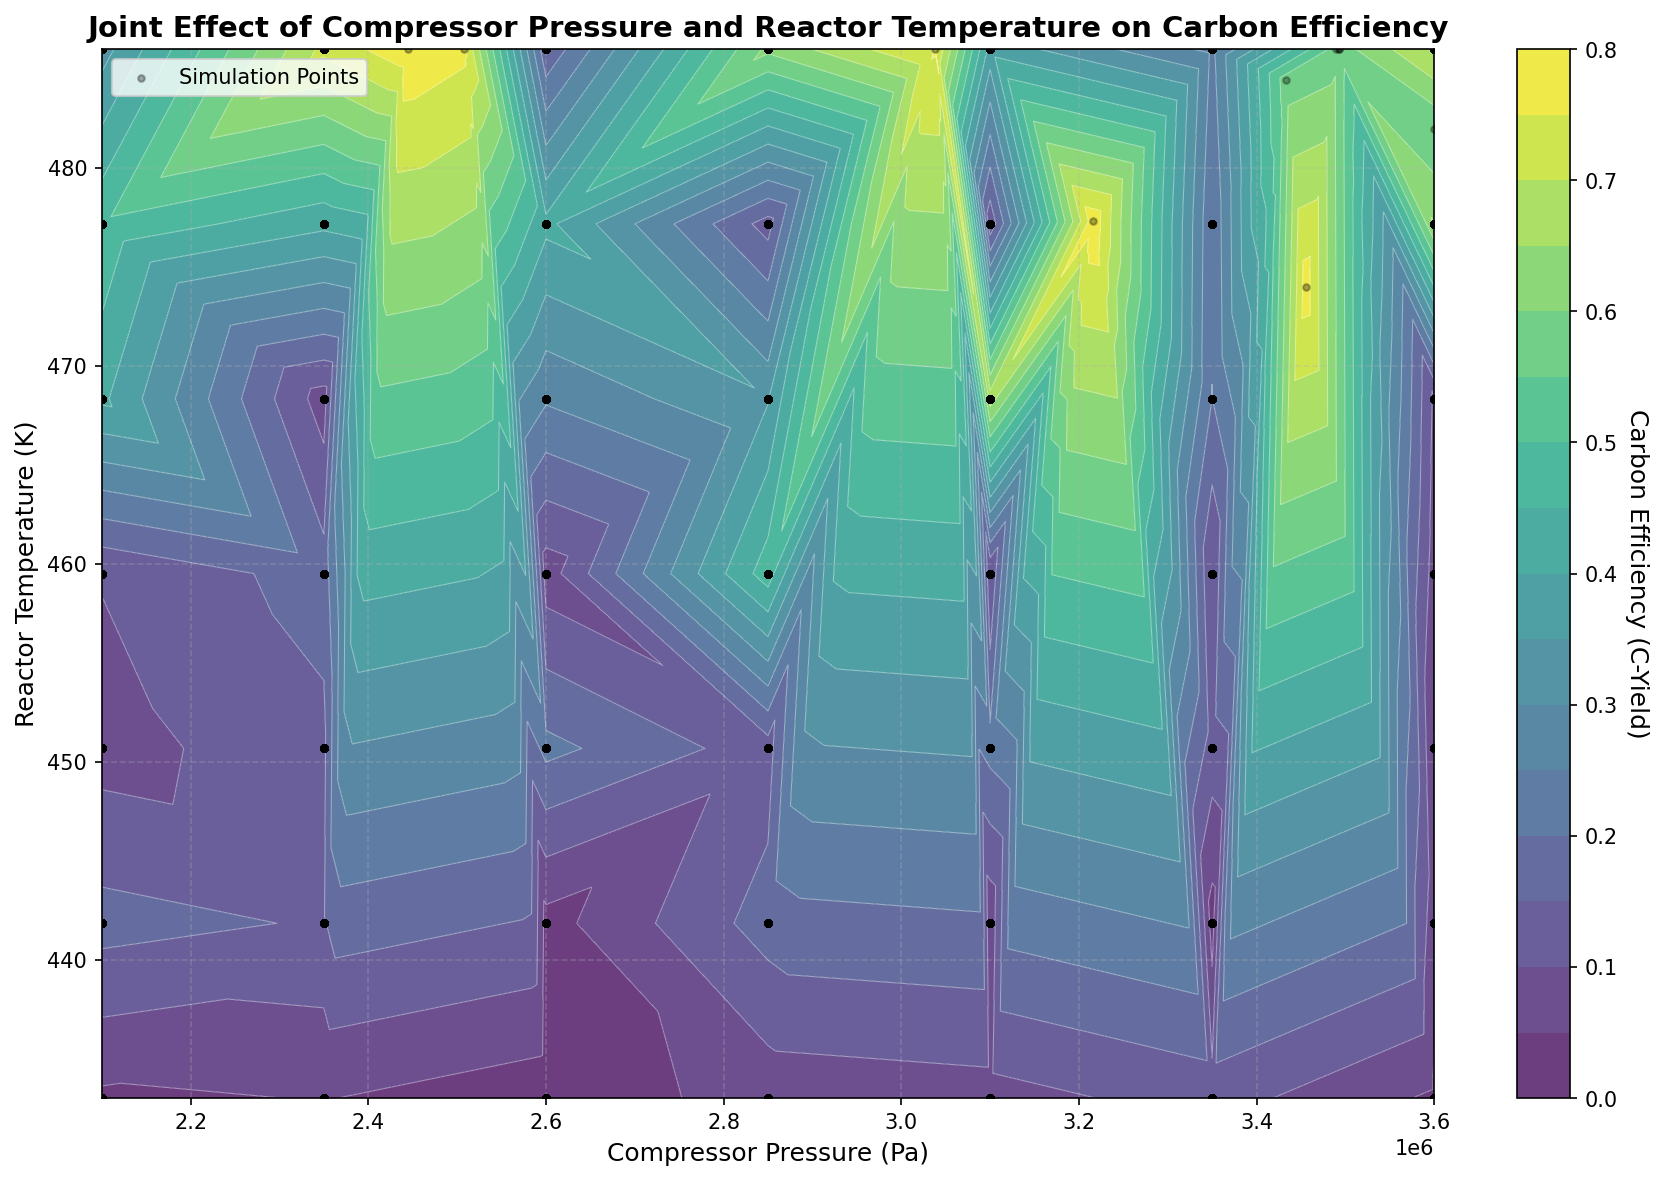 Joint Effect of Compressor Pressure and Reactor Temperature on Carbon Efficiency
Simulation Points
480
470
460
450
440
Reactor Temperature (K)
2.2 2.4 2.6 2.8 3.0 3.2 3.4 3.6
1e6
Compressor Pressure (Pa)
0.8
0.7
0.6
0.5
0.4
0.3
0.2
0.1
0.0
Carbon Efficiency (C-Yield)